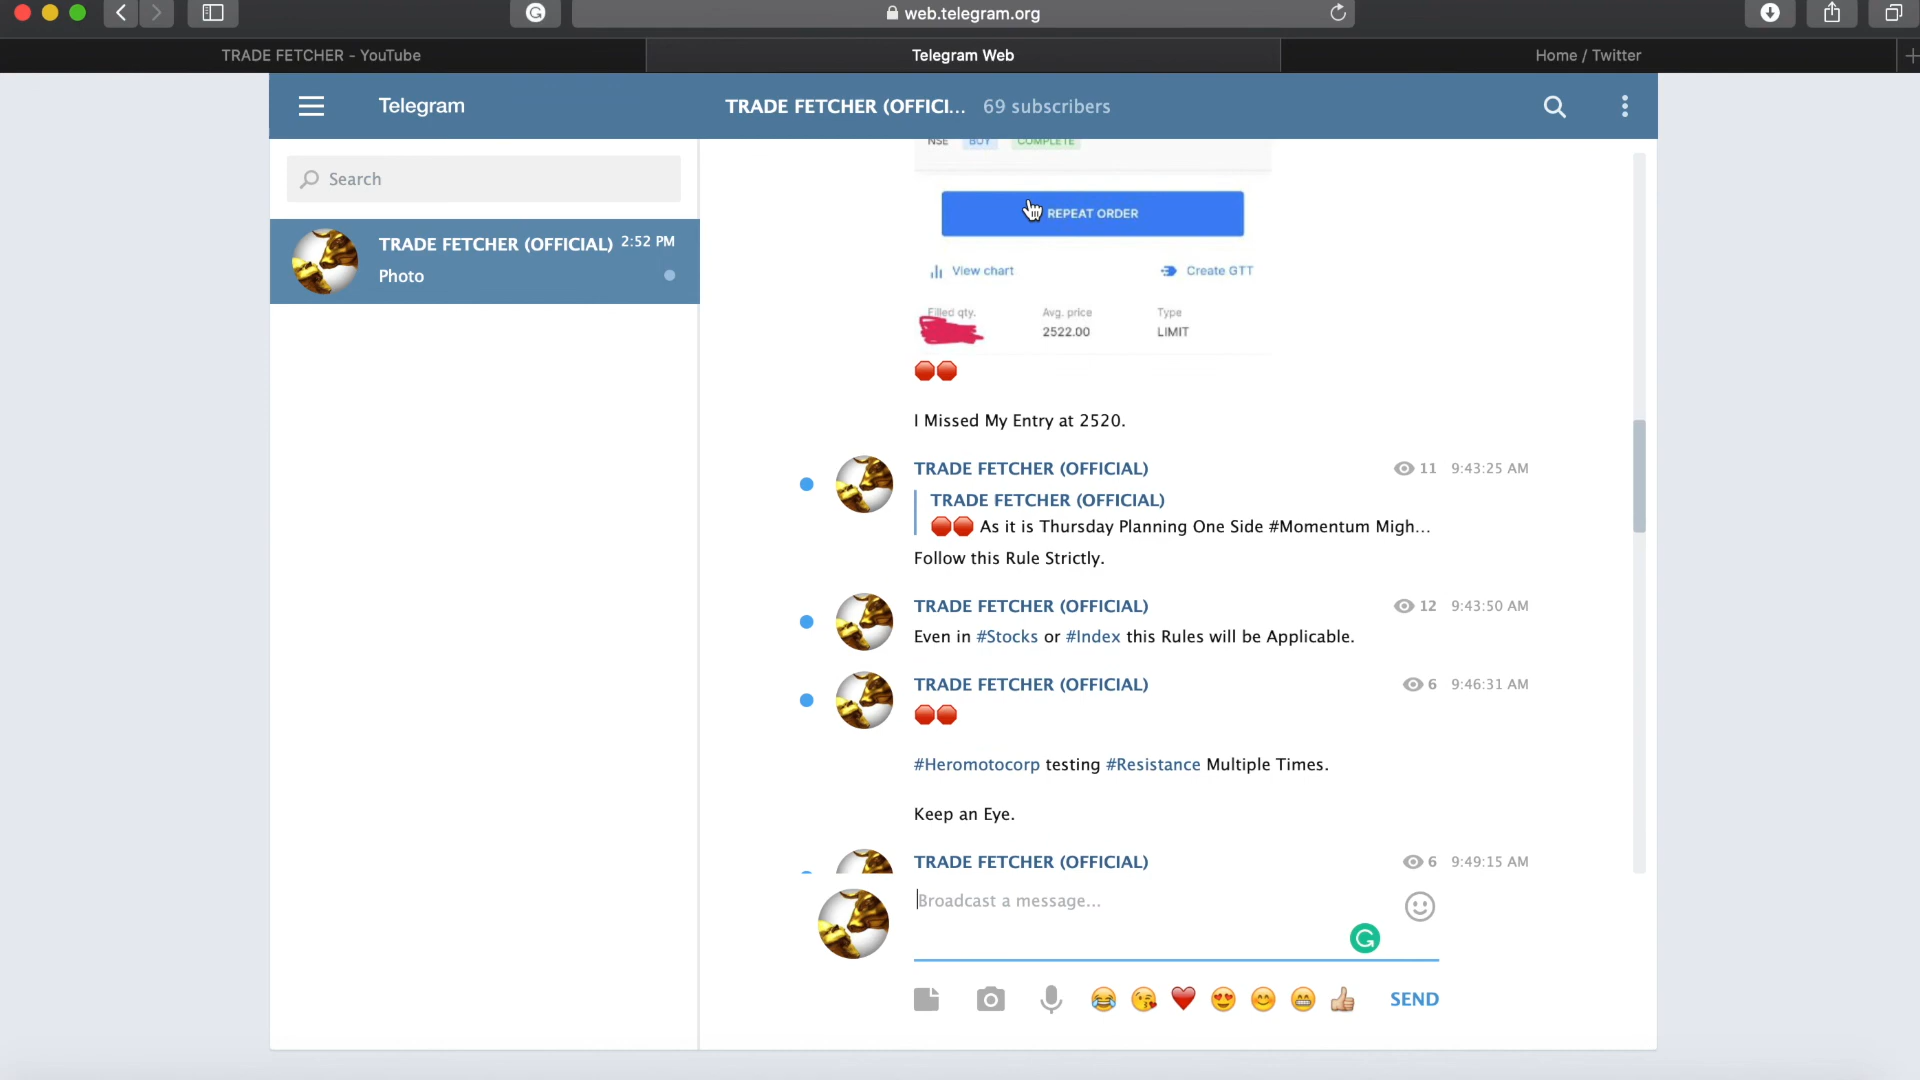 web.telegram.org
TRADE FETCHER - YouTube
Telegram Web
Home / Twitter
Telegram
TRADE FETCHER (OFFICI... 69 subscribers
Search
TRADE FETCHER (OFFICIAL) 2:52 PM
Photo
NSE BUY COMPLETE
REPEAT ORDER
View chart
Create GTT
Filled qty.
Avg. price
Type
2522.00
LIMIT
I Missed My Entry at 2520.
TRADE FETCHER (OFFICIAL) 11 9:43:25 AM
TRADE FETCHER (OFFICIAL)
As it is Thursday Planning One Side #Momentum Migh...
Follow this Rule Strictly.
TRADE FETCHER (OFFICIAL) 12 9:43:50 AM
Even in #Stocks or #Index this Rules will be Applicable.
TRADE FETCHER (OFFICIAL) 6 9:46:31 AM
#Heromotocorp testing #Resistance Multiple Times.
Keep an Eye.
TRADE FETCHER (OFFICIAL) 6 9:49:15 AM
Broadcast a message...
SEND